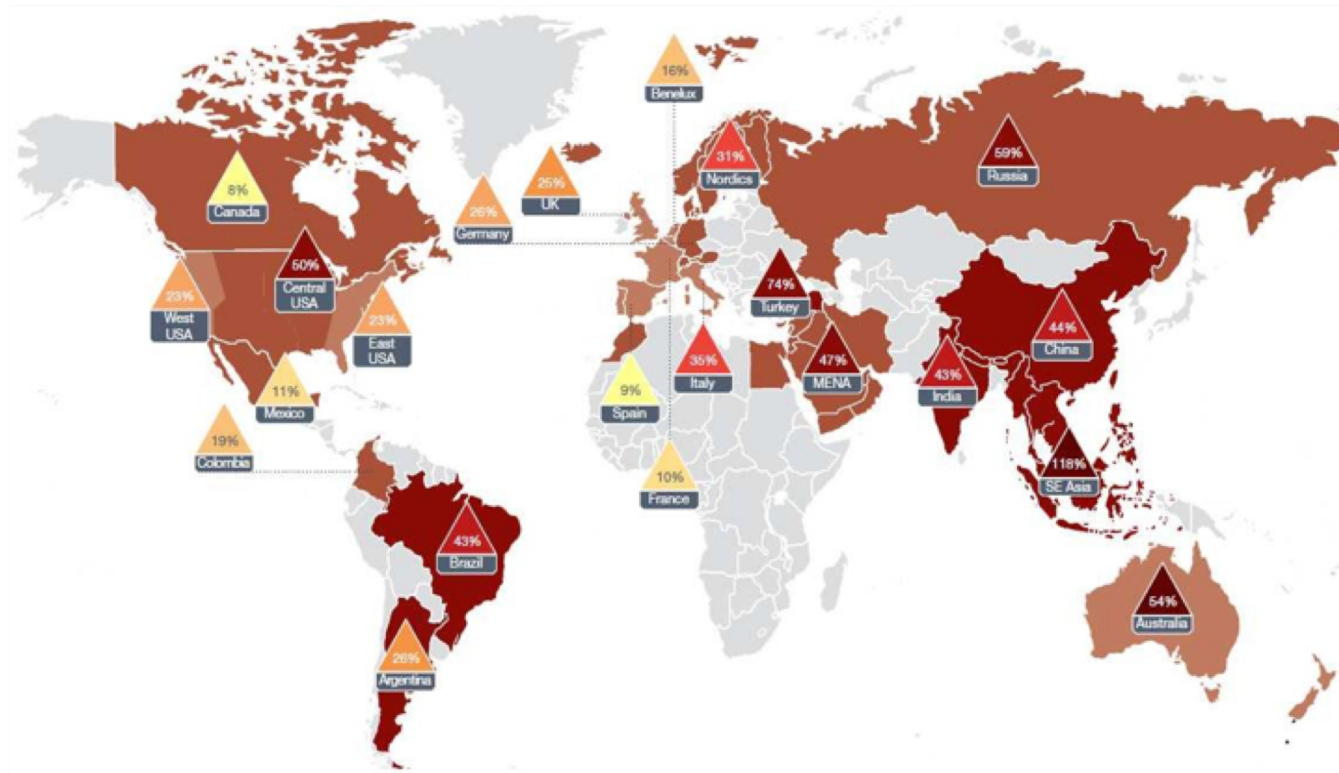 16%
Benelux
31%
Nordics
59%
Russia
8%
Canada
25%
UK
26%
Germany
50%
Central
USA
23%
West
USA
23%
East
USA
74%
Turkey
44%
China
11%
Mexico
9%
Spain
35%
Italy
47%
MENA
43%
India
19%
Colombia
10%
France
118%
SE Asia
43%
Brazil
54%
Australia
26%
Argentina